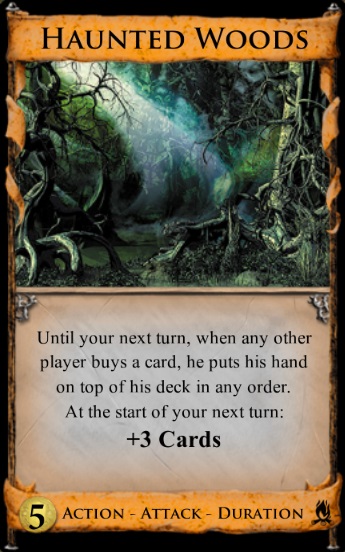 Haunted Woods
Until your next turn, when any other
player buys a card, he puts his hand
on top of his deck in any order.
At the start of your next turn:
+3 Cards
5 Action - Attack - Duration